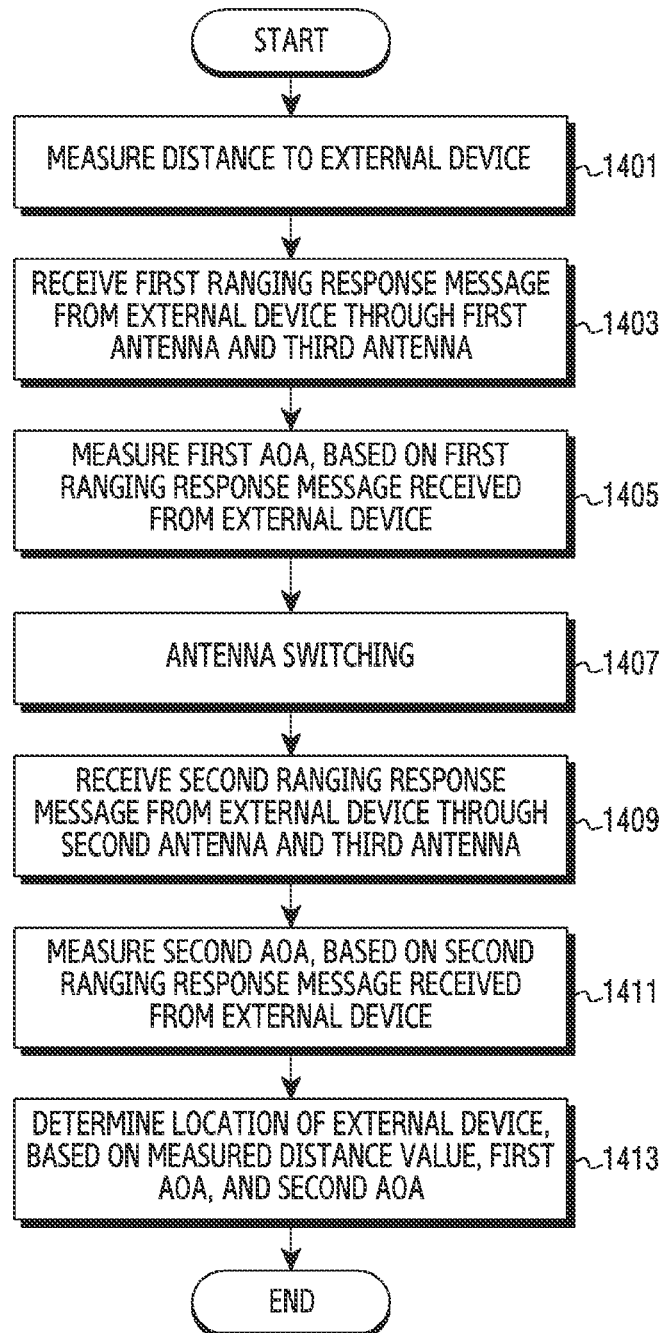 START
MEASURE DISTANCE TO EXTERNAL DEVICE
1401
RECEIVE FIRST RANGING RESPONSE MESSAGE
FROM EXTERNAL DEVICE THROUGH FIRST
ANTENNA AND THIRD ANTENNA
1403
MEASURE FIRST AOA, BASED ON FIRST
RANGING RESPONSE MESSAGE RECEIVED
FROM EXTERNAL DEVICE
1405
ANTENNA SWITCHING
1407
RECEIVE SECOND RANGING RESPONSE
MESSAGE FROM EXTERNAL DEVICE THROUGH
SECOND ANTENNA AND THIRD ANTENNA
1409
MEASURE SECOND AOA, BASED ON SECOND
RANGING RESPONSE MESSAGE RECEIVED
FROM EXTERNAL DEVICE
1411
DETERMINE LOCATION OF EXTERNAL DEVICE,
BASED ON MEASURED DISTANCE VALUE, FIRST
AOA, AND SECOND AOA
1413
END